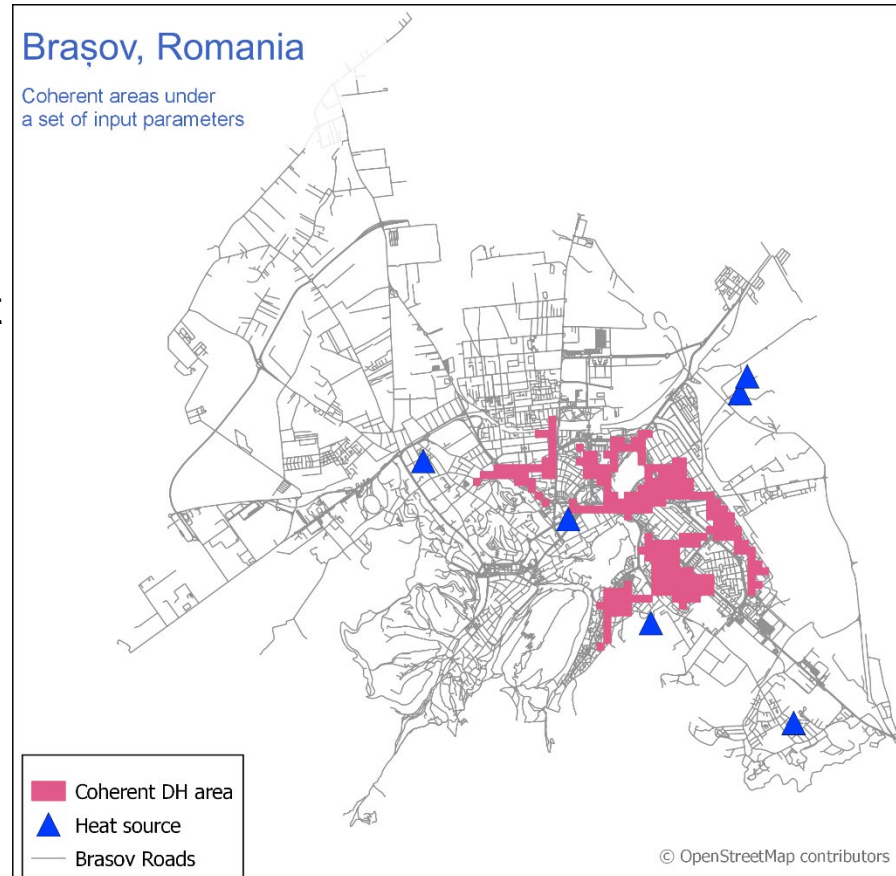 Brașov, Romania
Coherent areas under
a set of input parameters
Coherent DH area
Heat source
Brasov Roads
© OpenStreetMap contributors